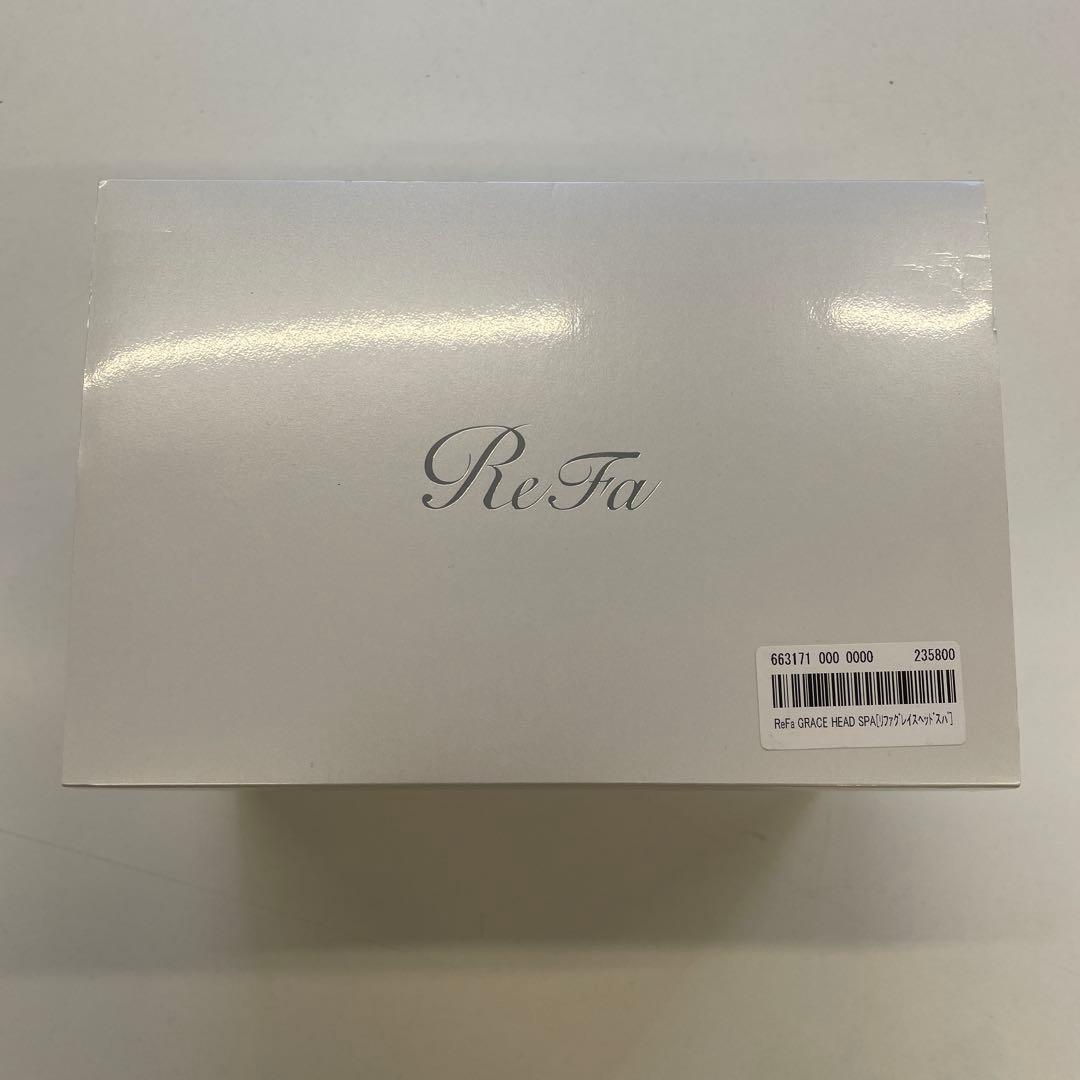 ReFa
663171 000 0000 235800
ReFa GRACE HEAD SPA[ﾘﾌｧｸﾞﾚｲｽﾍｯﾄﾞｽﾊﾟ]